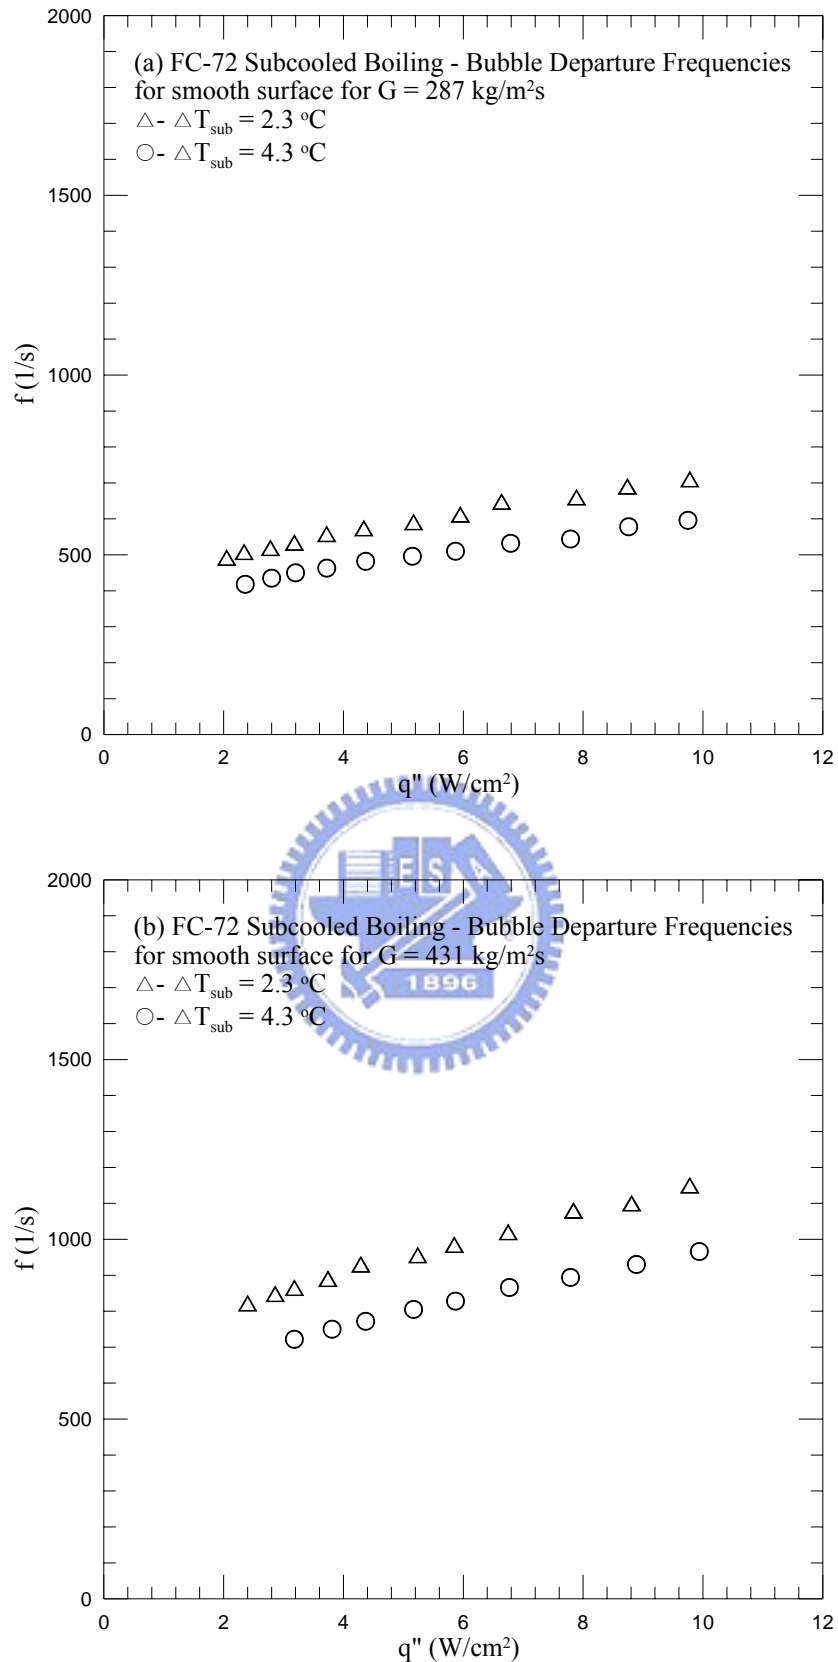 2000
(a) FC-72 Subcooled Boiling - Bubble Departure Frequencies
for smooth surface for G = 287 kg/m²s
△- △T_sub = 2.3 °C
○- △T_sub = 4.3 °C
1500
1000
f (1/s)
500
0
0 2 4 6 8 10 12
q" (W/cm²)
ESA
2000
(b) FC-72 Subcooled Boiling - Bubble Departure Frequencies
for smooth surface for G = 431 kg/m²s
△- △T_sub = 2.3 °C
1896
○- △T_sub = 4.3 °C
1500
1000
f (1/s)
500
0
0 2 4 6 8 10 12
q" (W/cm²)